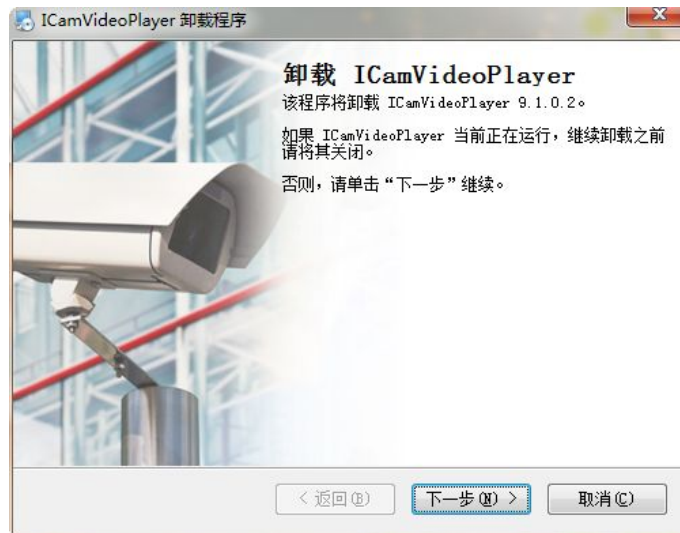 ICamVideoPlayer 卸载程序
卸载 ICamVideoPlayer
该程序将卸载 ICamVideoPlayer 9.1.0.2。
如果 ICamVideoPlayer 当前正在运行，继续卸载之前
请将其关闭。
否则，请单击“下一步”继续。
< 返回(B)
下一步(N) >
取消(C)